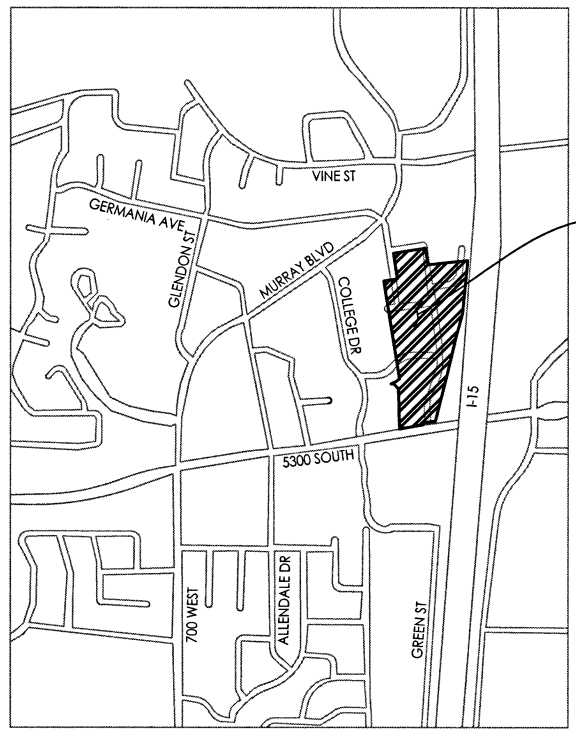 VINE ST
GERMANIA AVE
GLENDON ST
MURRAY BLVD
COLLEGE DR
I-15
5300 SOUTH
700 WEST
ALLENDALE DR
GREEN ST